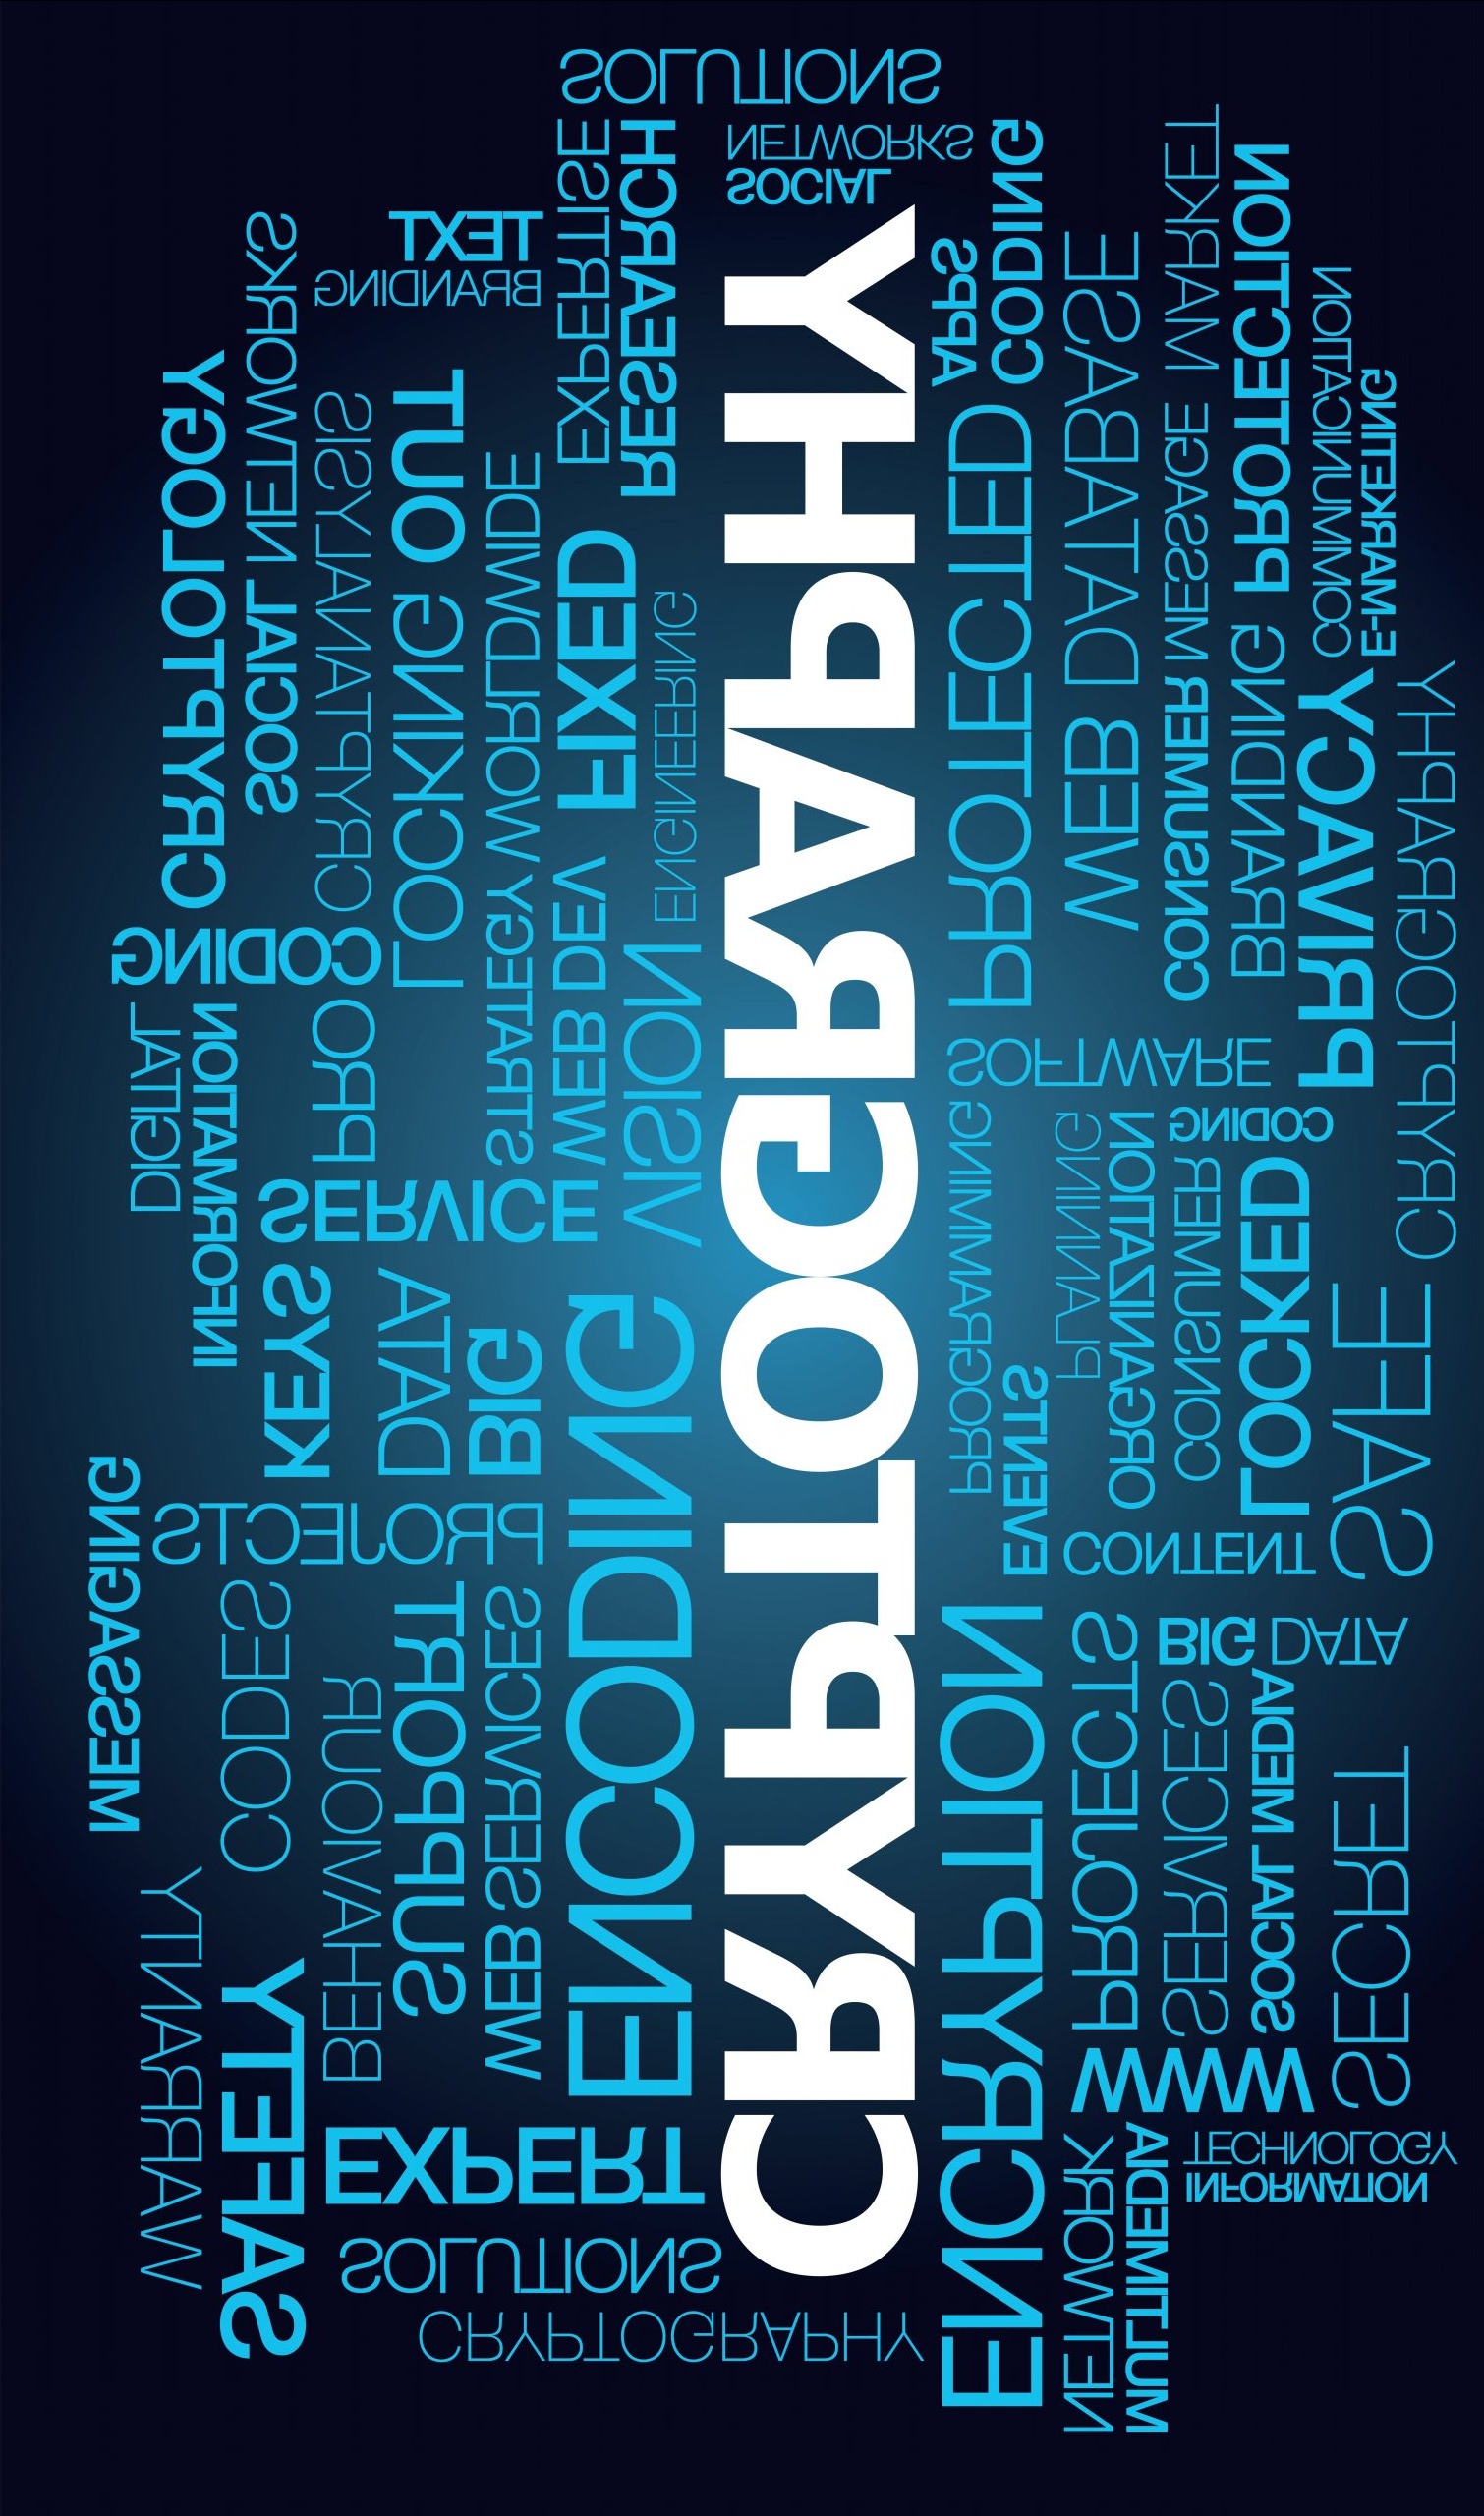 SOLUTIONS
SOCIAL NETWORKS
TEXT
BRANDING
EXPERTISE
RESEARCH
CODING
APPS
MARKET
PROTECTION
COMMUNICATION
E-MARKETING
CRYPTOLOGY
SOCIAL NETWORKS
CRYPTANALYSIS
LOCKING OUT
WORLDWIDE
FIXED
ENGINEERING
CRYPTOGRAPHY
PROTECTED
WEB DATABASE
CONSUMER MESSAGE
BRANDING
PRIVACY
CRYPTOGRAPHY
CODING
DIGITAL
INFORMATION
PRO
STRATEGY
WEB DEV
VISION
SERVICE
SOFTWARE
CODING
PROGRAMMING
PLANNING
ORGANIZATION
CONSUMER
LOCKED
SAFE
KEYS
BIG DATA
ENCODING
EVENTS
CONTENT
MESSAGING
PROJECTS
CODES
BEHAVIOUR
SUPPORT
WEB SERVICES
ENCRYPTION
PROJECTS
BIG DATA
SERVICES
SOCIAL MEDIA
SECRET
WARRANTY
SAFETY
EXPERT
SOLUTIONS
CRYPTOGRAPHY
WWW
NETWORK
MULTIMEDIA
INFORMATION
TECHNOLOGY